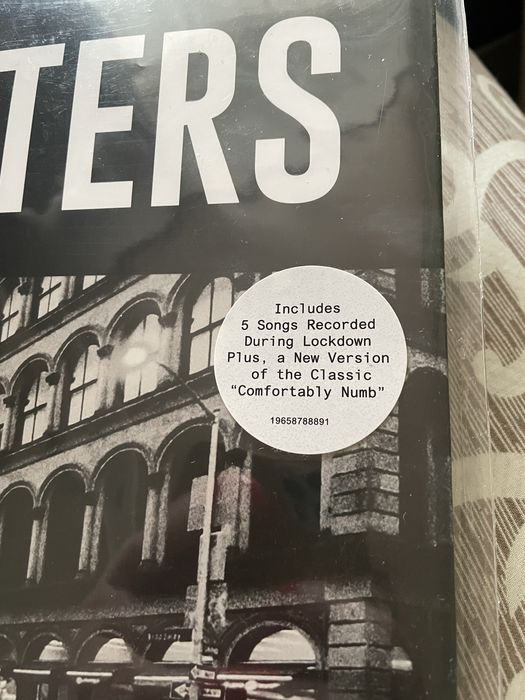 TERS
Includes
5 Songs Recorded
During Lockdown
Plus, a New Version
of the Classic
“Comfortably Numb”
19658788891